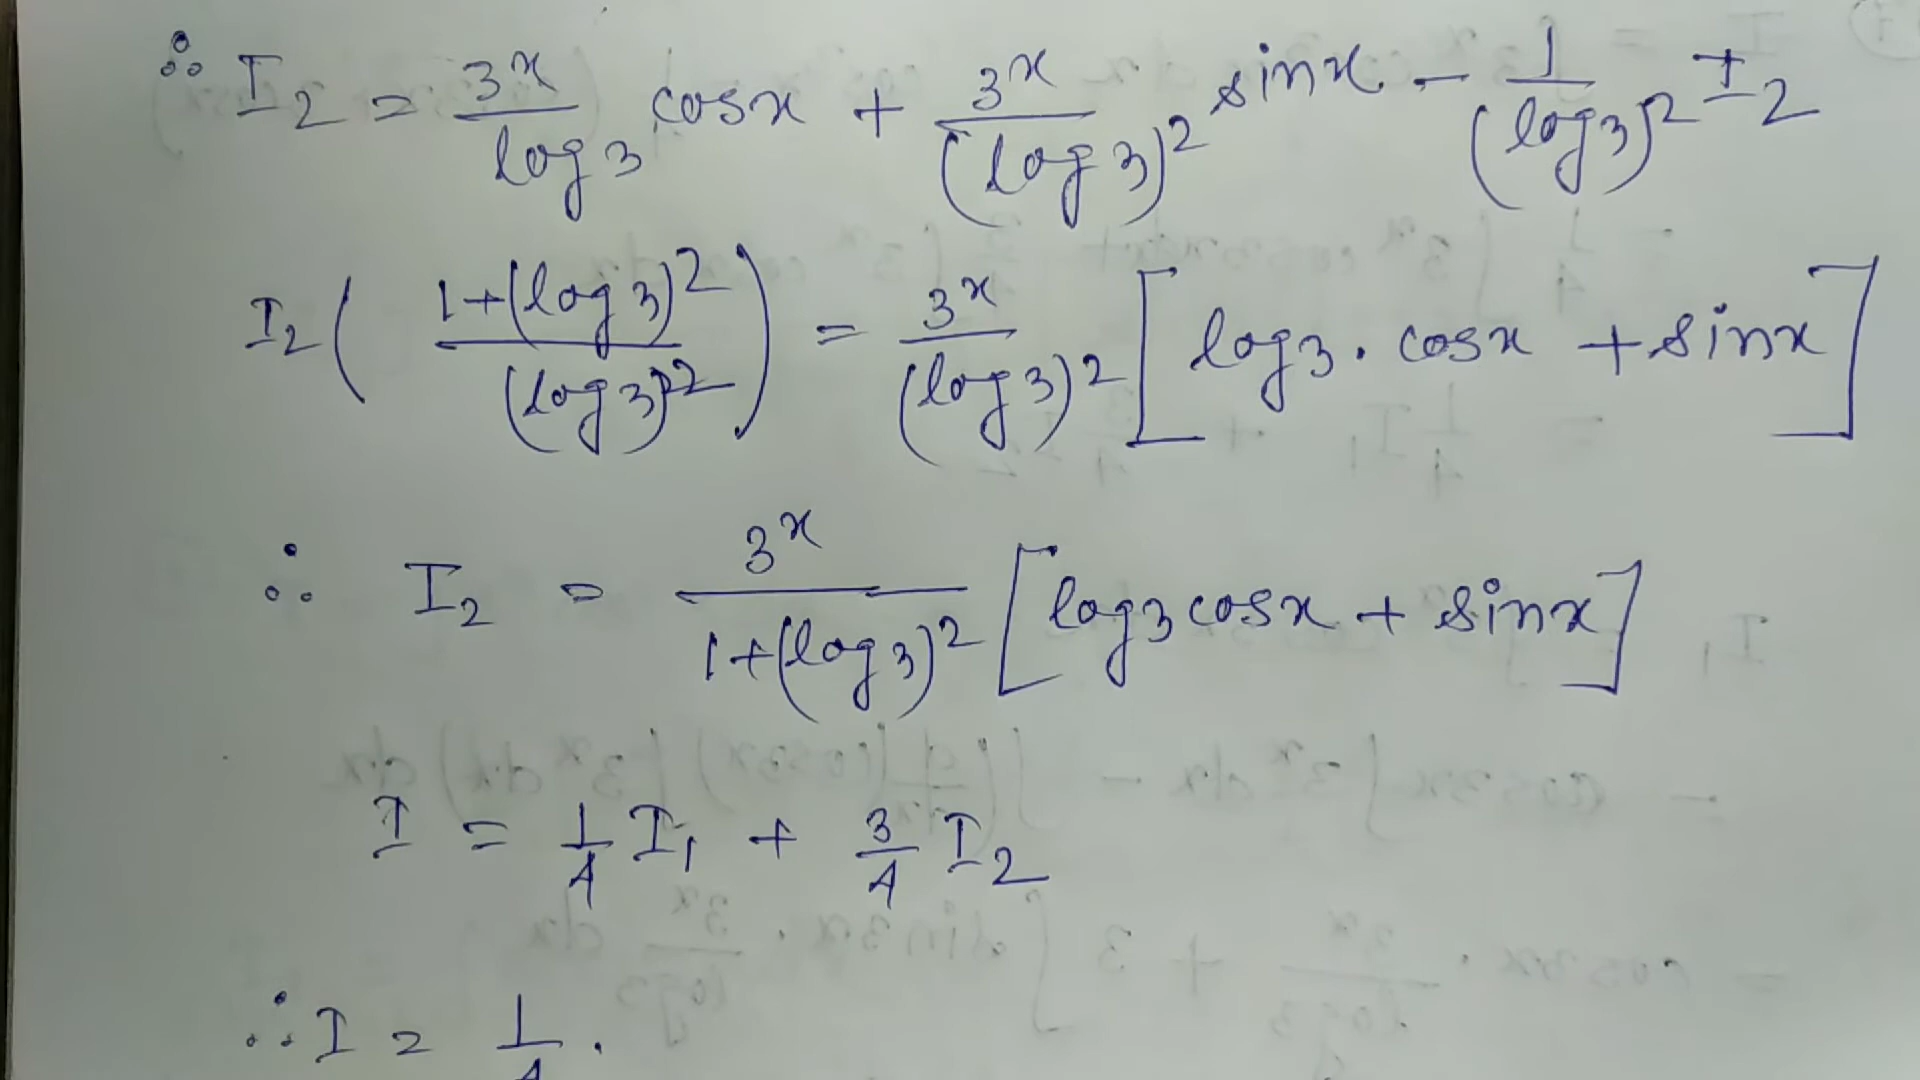 ∴ I₂ = 3ˣ/log3 cosx + 3ˣ/(log3)² sinx - 1/(log3)² I₂
I₂ ( (1+(log3)²)/(log3)² ) = 3ˣ/(log3)² [ log3 . cosx + sinx ]
∴ I₂ = 3ˣ/(1+(log3)²) [ log3 cosx + sinx ]
I = 1/4 I₁ + 3/4 I₂
∴ I = 1/4 .